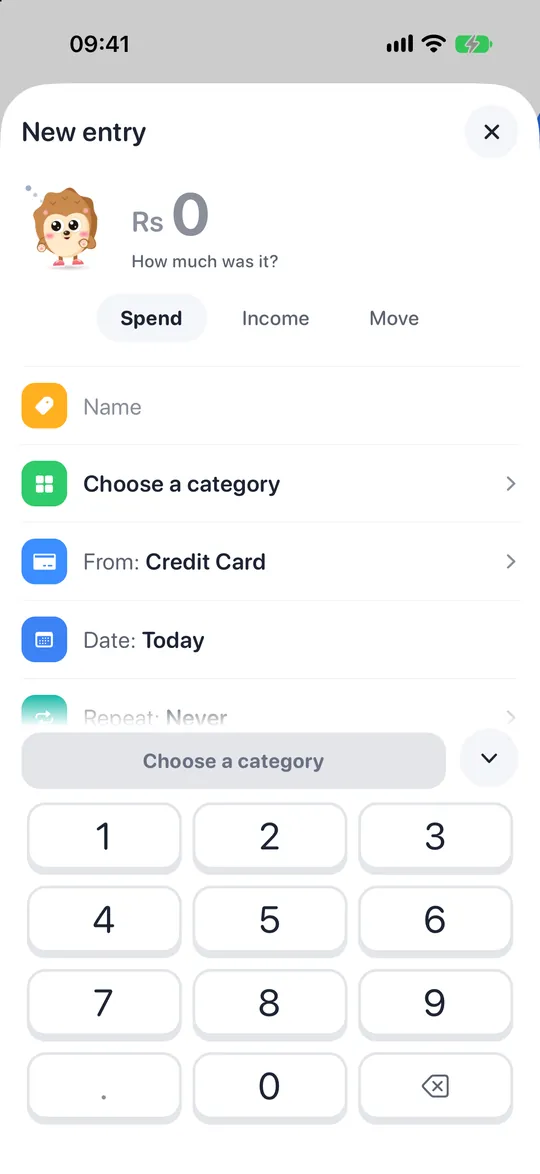 09:41
New entry
Rs 0
How much was it?
Spend Income Move
Name
Choose a category
From: Credit Card
Date: Today
Repeat: Never
Choose a category
1 2 3
4 5 6
7 8 9
. 0